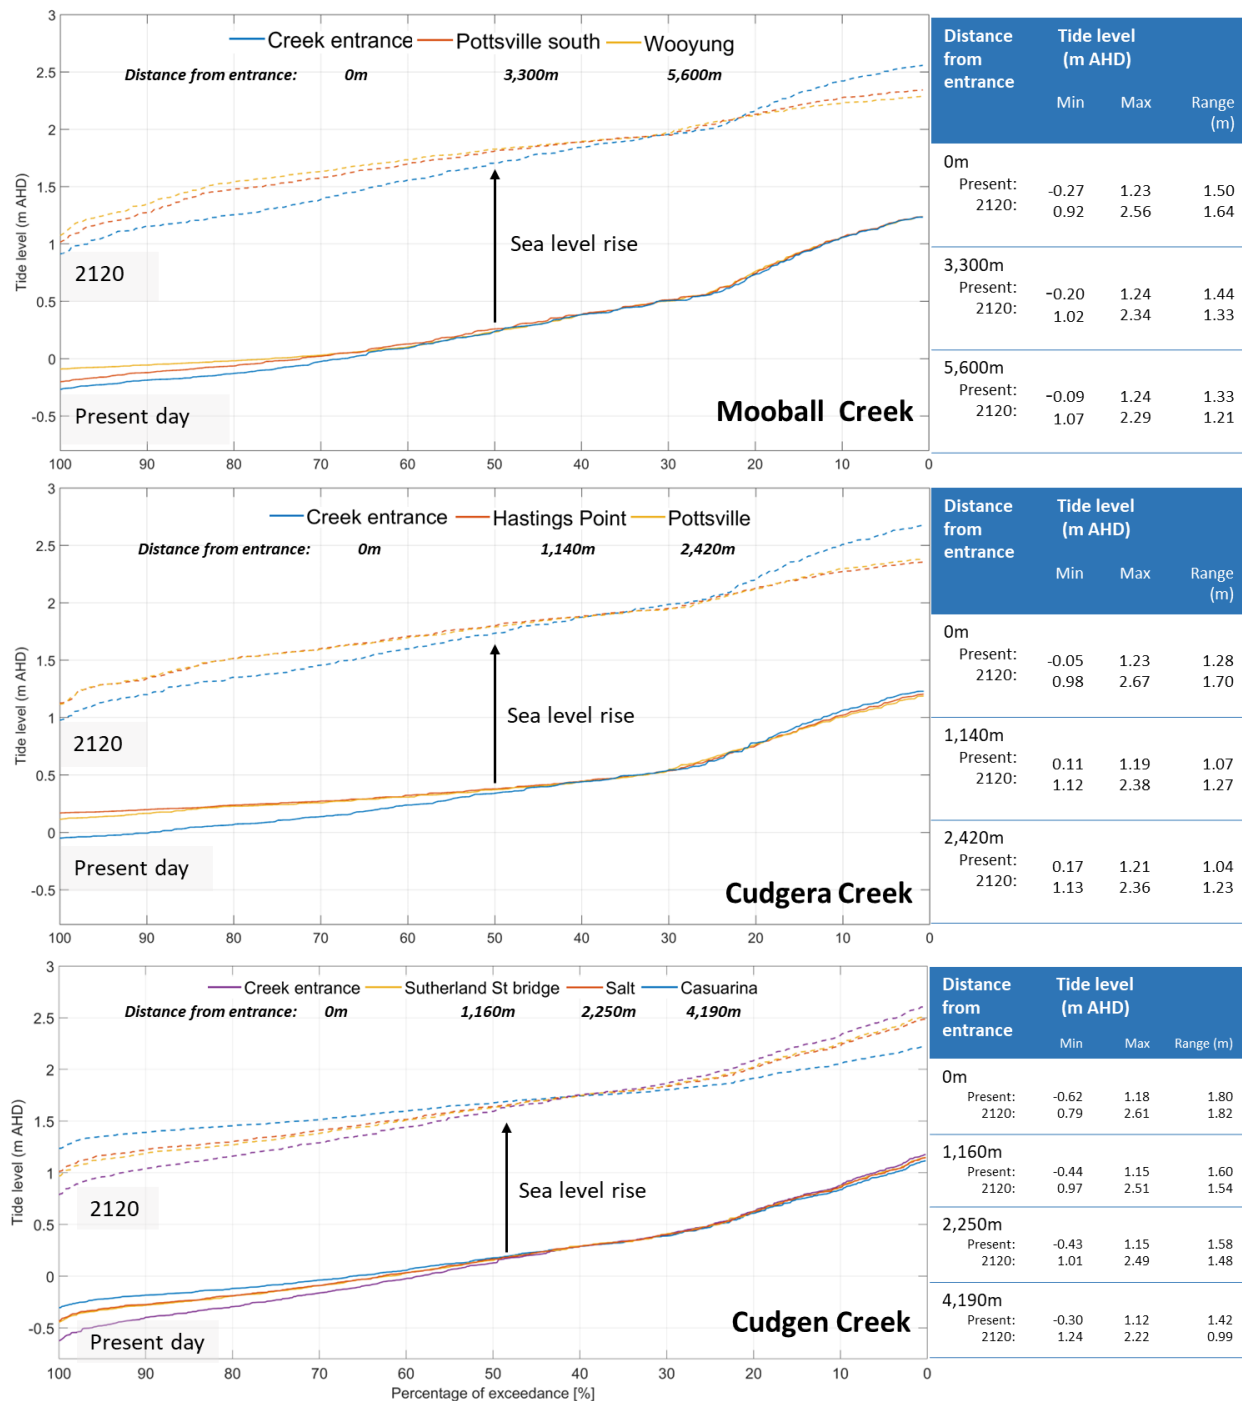 Creek entrance Pottsville south Wooyung
Distance from entrance: 0m 3,300m 5,600m
Tide level (m AHD)
3
2.5
2
1.5
1
0.5
0
-0.5
Sea level rise
2120
Present day
Mooball Creek
100 90 80 70 60 50 40 30 20 10 0
Distance from entrance Tide level (m AHD)
Min Max Range (m)
0m
Present: -0.27 1.23 1.50
2120: 0.92 2.56 1.64
3,300m
Present: -0.20 1.24 1.44
2120: 1.02 2.34 1.33
5,600m
Present: -0.09 1.24 1.33
2120: 1.07 2.29 1.21
Creek entrance Hastings Point Pottsville
Distance from entrance: 0m 1,140m 2,420m
Tide level (m AHD)
3
2.5
2
1.5
1
0.5
0
-0.5
Sea level rise
2120
Present day
Cudgera Creek
100 90 80 70 60 50 40 30 20 10 0
Distance from entrance Tide level (m AHD)
Min Max Range (m)
0m
Present: -0.05 1.23 1.28
2120: 0.98 2.67 1.70
1,140m
Present: 0.11 1.19 1.07
2120: 1.12 2.38 1.27
2,420m
Present: 0.17 1.21 1.04
2120: 1.13 2.36 1.23
Creek entrance Sutherland St bridge Salt Casuarina
Distance from entrance: 0m 1,160m 2,250m 4,190m
Tide level (m AHD)
3
2.5
2
1.5
1
0.5
0
-0.5
Sea level rise
2120
Present day
Cudgen Creek
100 90 80 70 60 50 40 30 20 10 0
Percentage of exceedance [%]
Distance from entrance Tide level (m AHD)
Min Max Range (m)
0m
Present: -0.62 1.18 1.80
2120: 0.79 2.61 1.82
1,160m
Present: -0.44 1.15 1.60
2120: 0.97 2.51 1.54
2,250m
Present: -0.43 1.15 1.58
2120: 1.01 2.49 1.48
4,190m
Present: -0.30 1.12 1.42
2120: 1.24 2.22 0.99